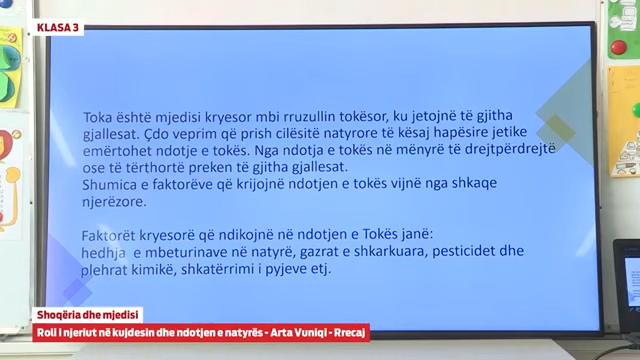 KLASA 3
Toka është mjedisi kryesor mbi rruzullin tokësor, ku jetojnë të gjitha
gjallesat. Çdo veprim që prish cilësitë natyrore të kësaj hapësire jetike
emërtohet ndotje e tokës. Nga ndotja e tokës në mënyrë të drejtpërdrejtë
ose të tërthortë preken të gjitha gjallesat.
Shumica e faktorëve që krijojnë ndotjen e tokës vijnë nga shkaqe
njerëzore.
Faktorët kryesorë që ndikojnë në ndotjen e Tokës janë:
hedhja e mbeturinave në natyrë, gazrat e shkarkuara, pesticidet dhe
plehrat kimikë, shkatërrimi i pyjeve etj.
Shoqëria dhe mjedisi
Roli i njeriut në kujdesin dhe ndotjen e natyrës - Arta Vuniqi - Rrecaj